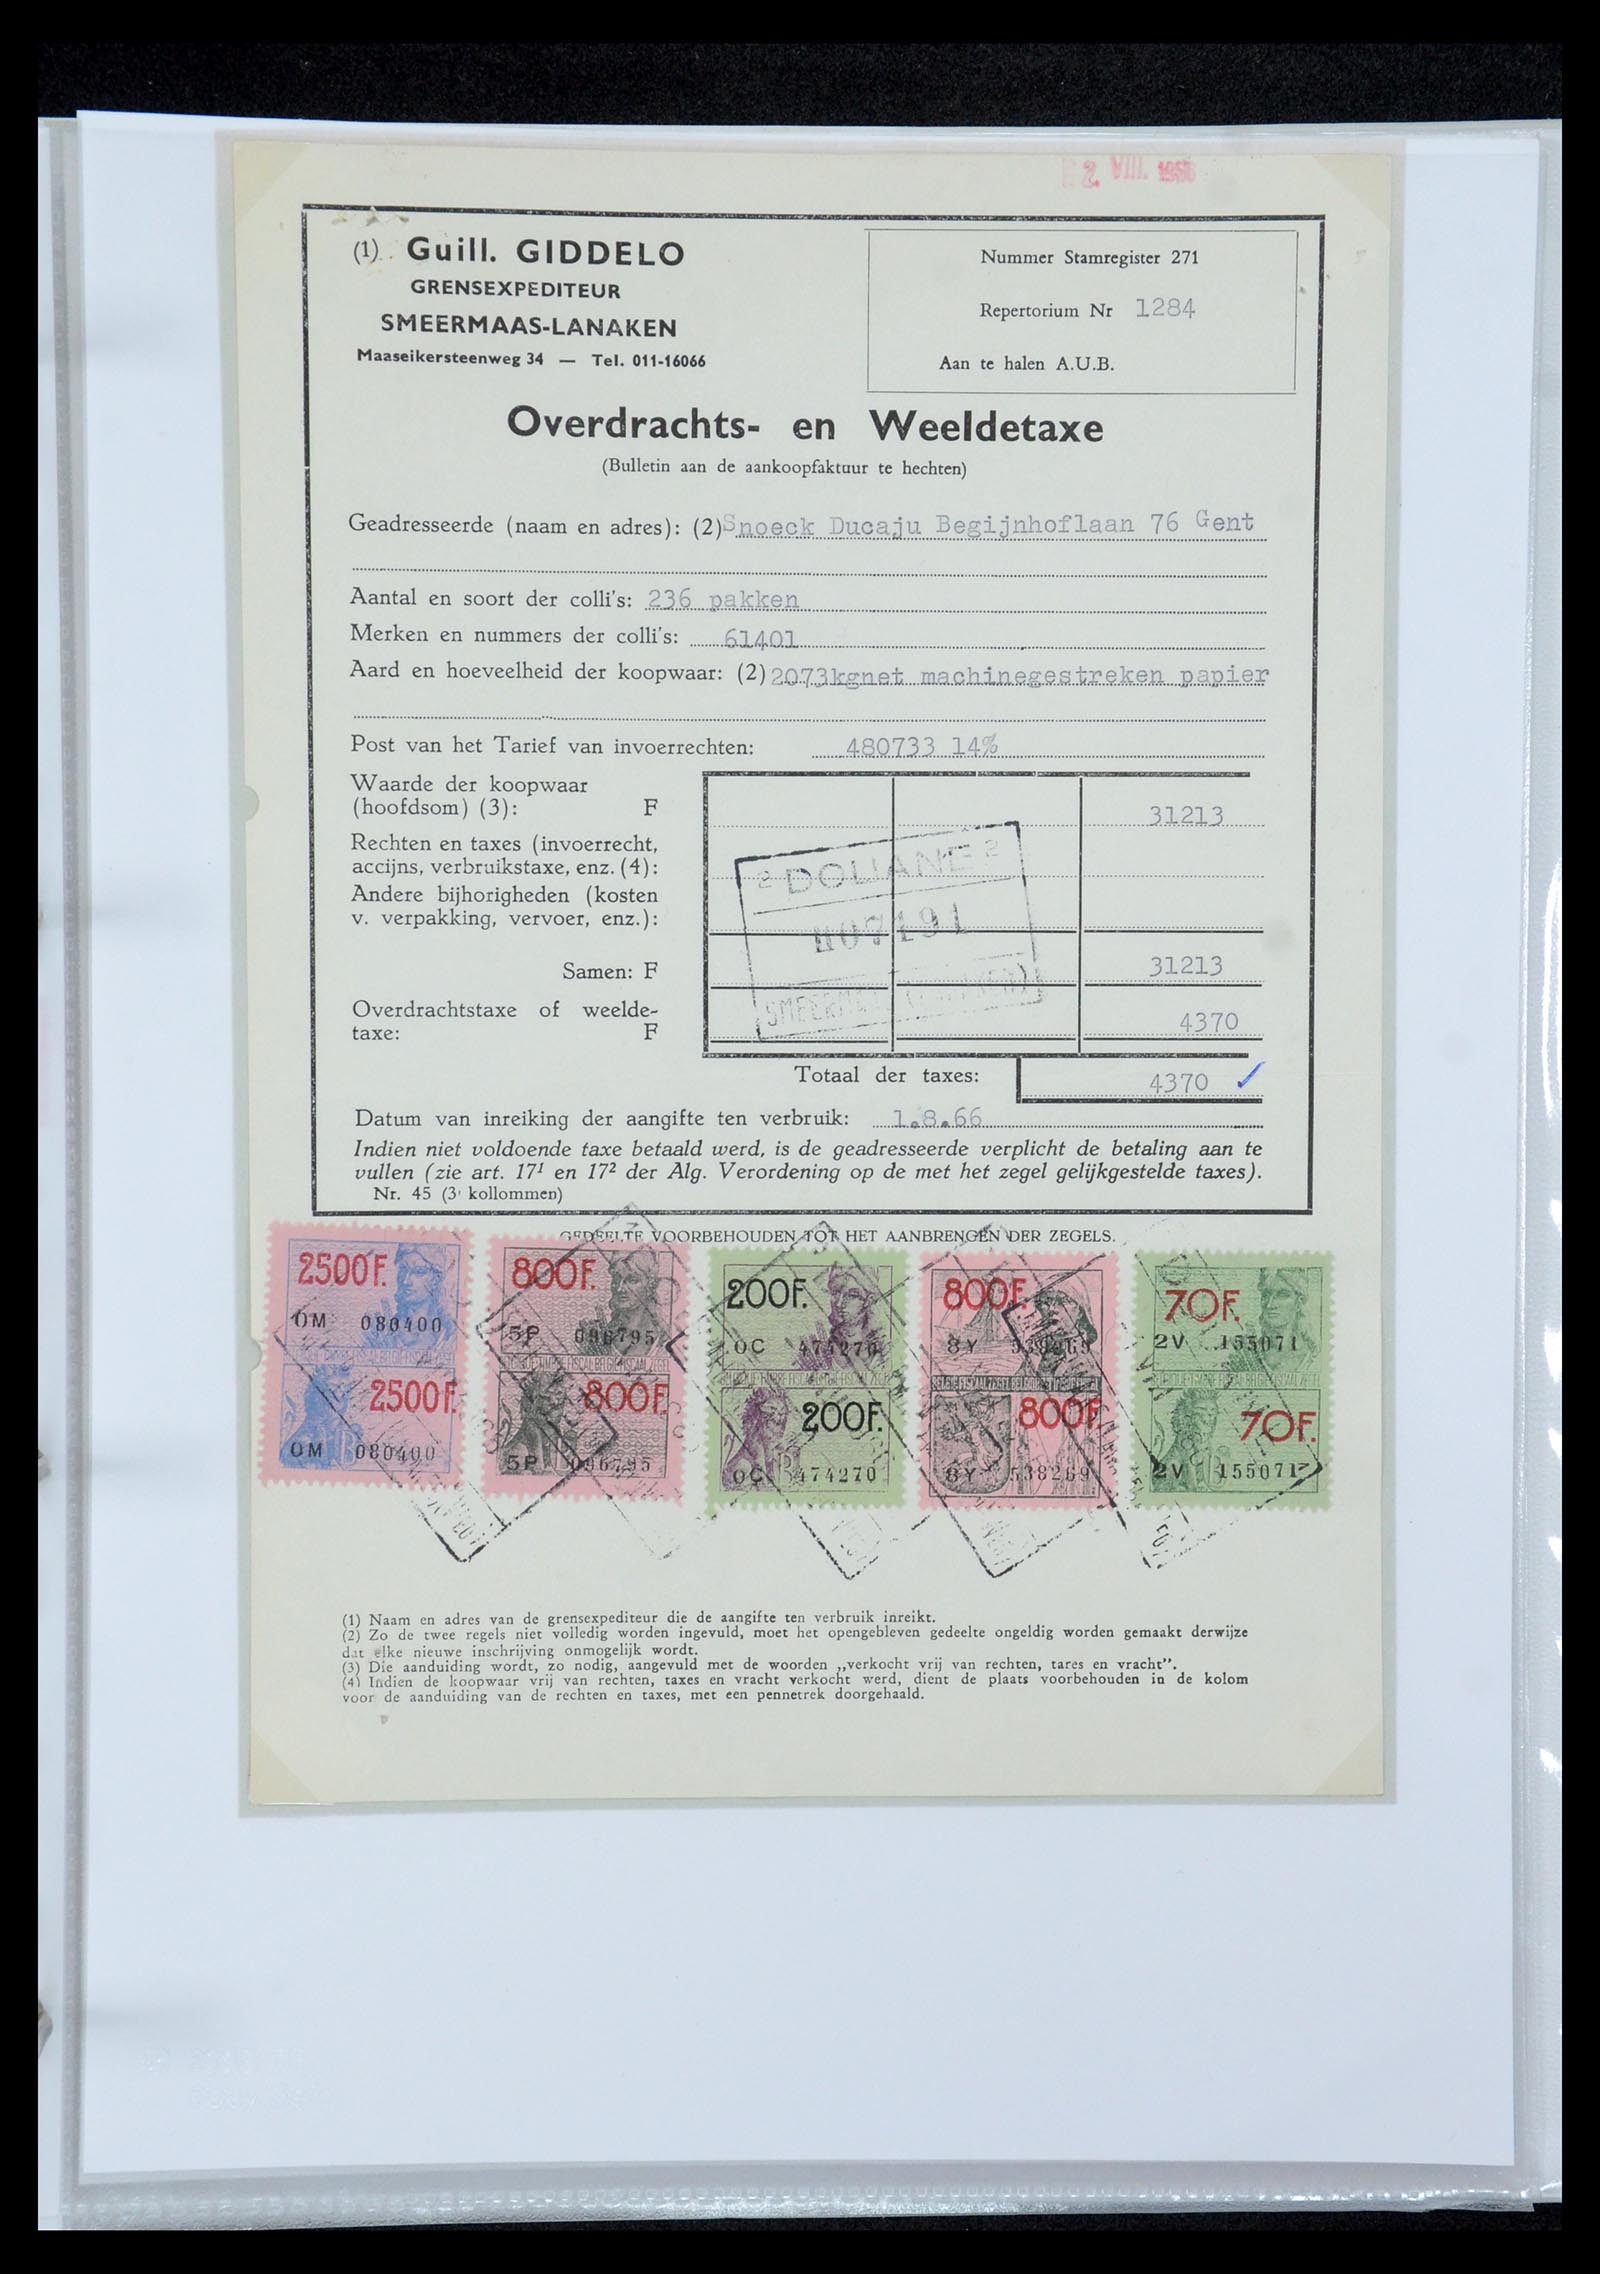 2. VIII. 1966
(1) Guill. GIDDELO
GRENSEXPEDITEUR
SMEERMAAS-LANAKEN
Maaseikersteenweg 34 — Tel. 011-16066
Nummer Stamregister 271
Repertorium Nr 1284
Aan te halen A.U.B.
Overdrachts- en Weeldetaxe
(Bulletin aan de aankoopfaktuur te hechten)
Geadresseerde (naam en adres): (2) Snoeck Ducaju Begijnhoflaan 76 Gent
Aantal en soort der colli's: 236 pakken
Merken en nummers der colli's: 61401
Aard en hoeveelheid der koopwaar: (2) 2073kgnet machinegestreken papier
Post van het Tarief van invoerrechten: 480733 14%
Waarde der koopwaar
(hoofdsom) (3): F 31213
Rechten en taxes (invoerrecht,
accijns, verbruikstaxe, enz. (4):
Andere bijhorigheden (kosten
v. verpakking, vervoer, enz.):
2 DOUANE 2
07191
Samen: F 31213
Overdrachtstaxe of weelde-
taxe: F 4370
Totaal der taxes: 4370 ✓
Datum van inreiking der aangifte ten verbruik: 1.8.66
Indien niet voldoende taxe betaald werd, is de geadresseerde verplicht de betaling aan te
vullen (zie art. 17¹ en 17² der Alg. Verordening op de met het zegel gelijkgestelde taxes).
Nr. 45 (3 kollommen)
GEDEELTE VOORBEHOUDEN TOT HET AANBRENGEN DER ZEGELS.
2500F.
0M 080400
2500F.
0M 080400
800F.
5P 096795
800F.
5P 096795
200F.
0C 474270
200F.
0C 474270
800F.
8Y 538269
800F.
8Y 538269
70F.
2V 155071
70F.
2V 155071
(1) Naam en adres van de grensexpediteur die de aangifte ten verbruik inreikt.
(2) Zo de twee regels niet volledig worden ingevuld, moet het opengebleven gedeelte ongeldig worden gemaakt derwijze
dat elke nieuwe inschrijving onmogelijk wordt.
(3) Die aanduiding wordt, zo nodig, aangevuld met de woorden „verkocht vrij van rechten, tares en vracht".
(4) Indien de koopwaar vrij van rechten, taxes en vracht verkocht werd, dient de plaats voorbehouden in de kolom
voor de aanduiding van de rechten en taxes, met een pennetrek doorgehaald.